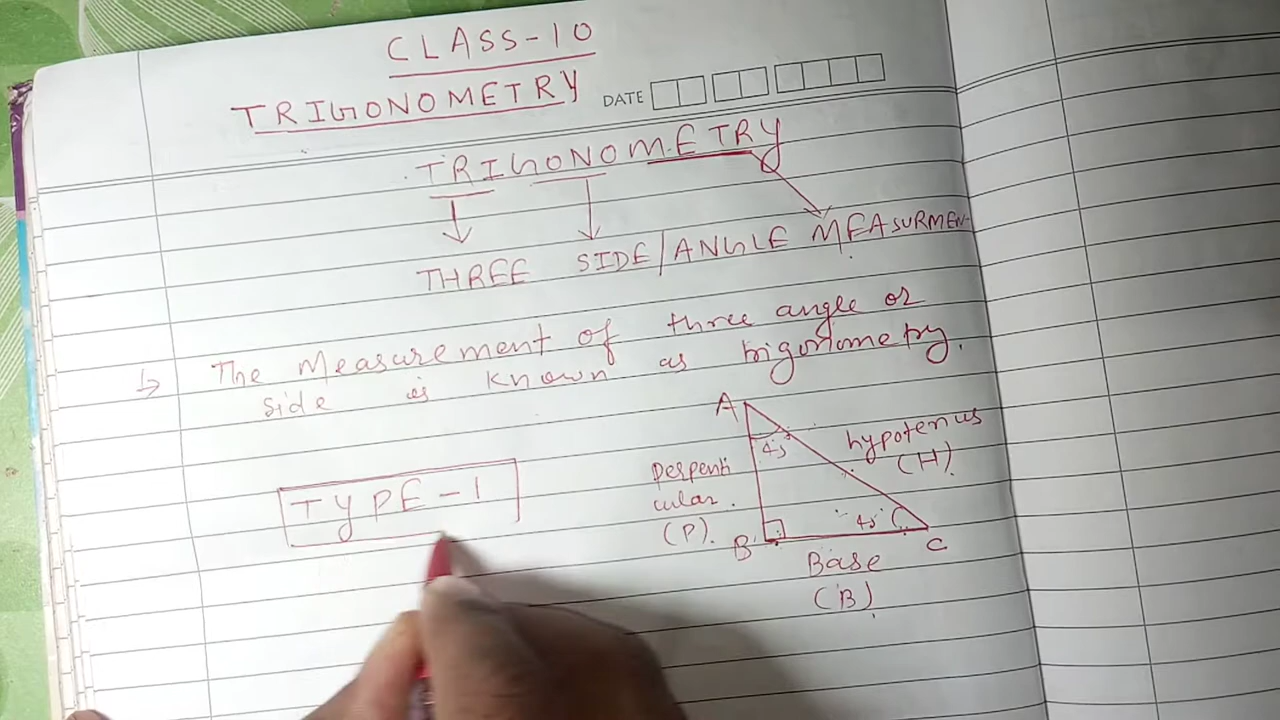 CLASS-10
TRIGONOMETRY
DATE
TRIGONOMETRY
THREE SIDE/ANGLE MEASURMEN
The Measurement of three angle or
side is known as trigonometry.
TYPE-1
A
45°
hypotenus
(H).
Perpendi
cular.
(P).
B
45°
C
Base
(B)